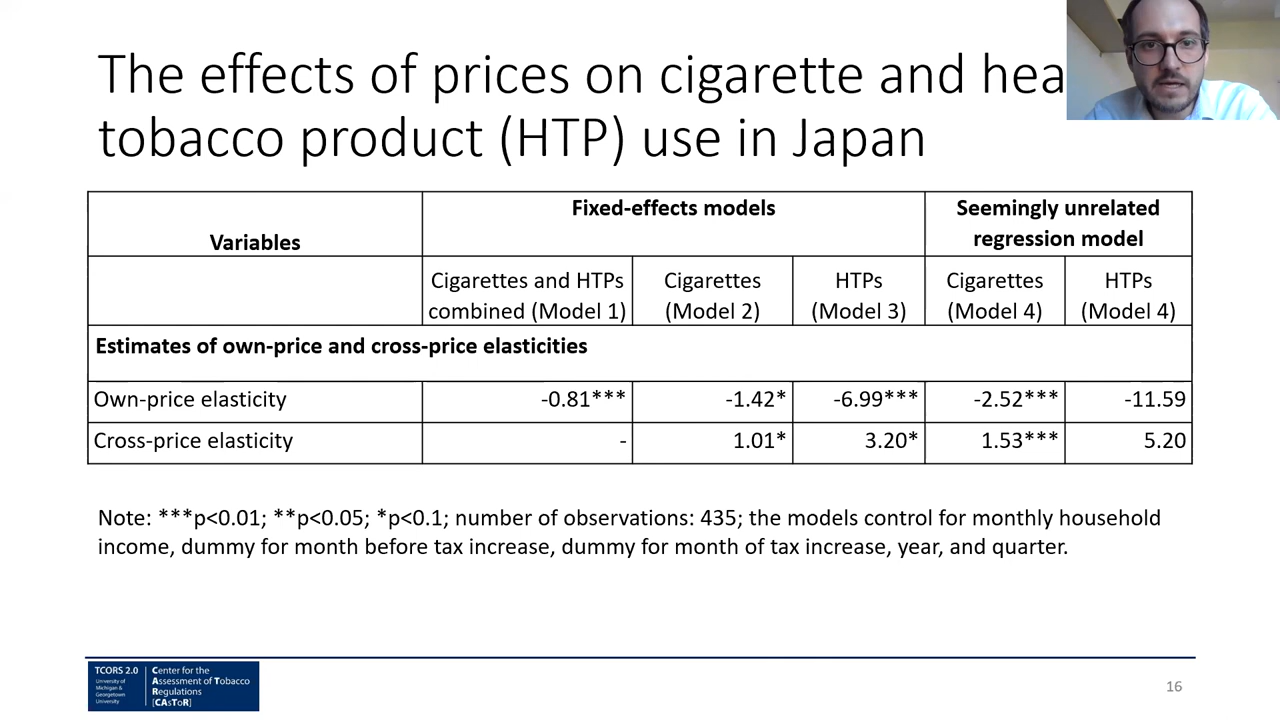 The effects of prices on cigarette and hea
tobacco product (HTP) use in Japan
Variables
Fixed-effects models
Seemingly unrelated
regression model
Cigarettes and HTPs
combined (Model 1)
Cigarettes
(Model 2)
HTPs
(Model 3)
Cigarettes
(Model 4)
HTPs
(Model 4)
Estimates of own-price and cross-price elasticities
Own-price elasticity -0.81*** -1.42* -6.99*** -2.52*** -11.59
Cross-price elasticity - 1.01* 3.20* 1.53*** 5.20
Note: ***p<0.01; **p<0.05; *p<0.1; number of observations: 435; the models control for monthly household
income, dummy for month before tax increase, dummy for month of tax increase, year, and quarter.
TCORS 2.0
University of
Michigan &
Georgetown
University
Center for the
Assessment of Tobacco
Regulations
[CAsToR]
16